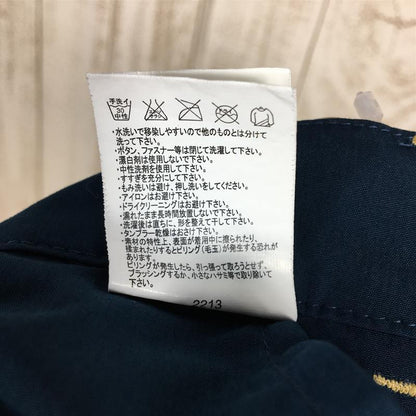 手洗イ
30
中性
エンソ
サラシ
・水洗いで移染しやすいので他のものとは分けて
洗って下さい。
・ボタン、ファスナー等は閉じて洗濯して下さい。
・漂白剤は使用しないで下さい。
・中性洗剤を使用して下さい。
・すすぎを充分に行って下さい。
・もみ洗いは避け、押し洗いをしてください。
・アイロンはお避け下さい。
・ドライクリーニングはお避け下さい。
・濡れたまま長時間放置しないで下さい。
・洗濯後は直ちに、形を整えて干して下さい。
・タンブラー乾燥はおさけ下さい。
・素材の特性上、表面が着用中に擦られたり、
揉まれたりするとピリング(毛玉)が発生する恐れが
あります。
ピリングが発生したら、引っ張って取ろうとせず、
ブラッシングするか、小さなハサミ等で取り除いて
下さい。
2213